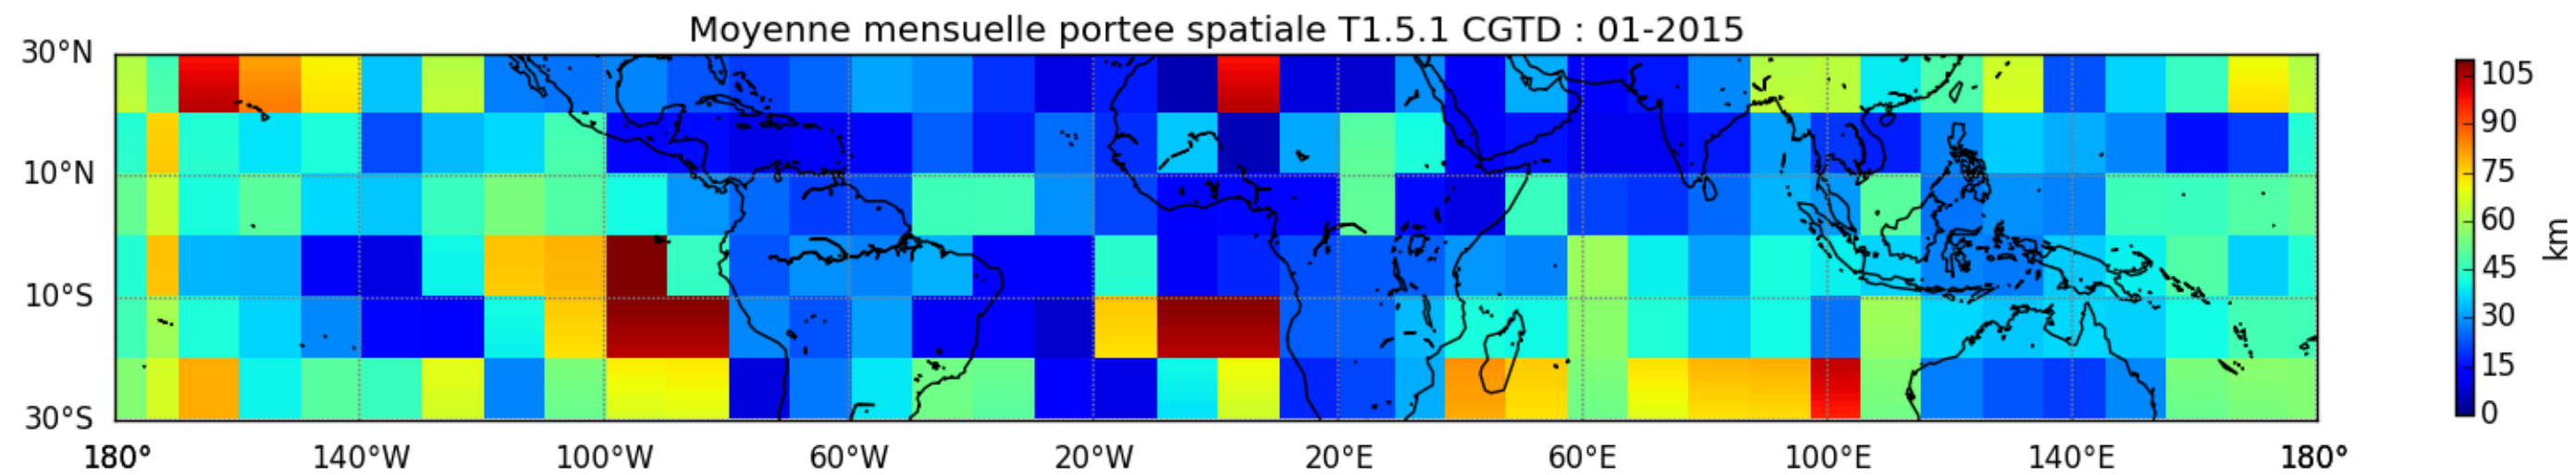 Moyenne mensuelle portee spatiale T1.5.1 CGTD : 01-2015
30°N
10°N
10°S
30°S
180° 140°W 100°W 60°W 20°W 20°E 60°E 100°E 140°E 180°
105
90
75
60
45
30
15
0
km